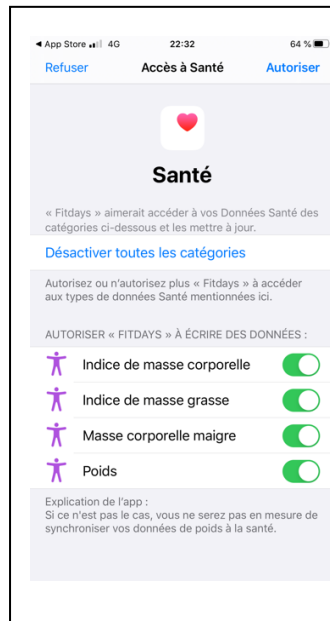 App Store 4G 22:32 64 %
Refuser Accès à Santé Autoriser
Santé
« Fitdays » aimerait accéder à vos Données Santé des
catégories ci-dessous et les mettre à jour.
Désactiver toutes les catégories
Autorisez ou n'autorisez plus « Fitdays » à accéder
aux types de données Santé mentionnées ici.
AUTORISER « FITDAYS » À ÉCRIRE DES DONNÉES :
Indice de masse corporelle
Indice de masse grasse
Masse corporelle maigre
Poids
Explication de l'app :
Si ce n'est pas le cas, vous ne serez pas en mesure de
synchroniser vos données de poids à la santé.